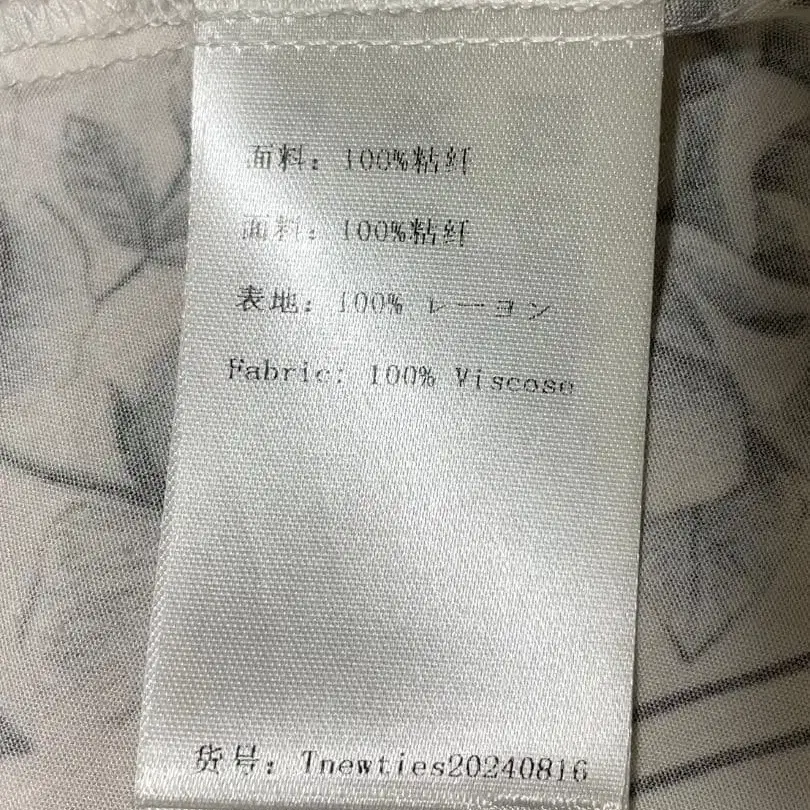 面料：100%粘纤
面料：100%粘纤
表地：100% レーヨン
Fabric: 100% Viscose
货号：Tnewties20240816